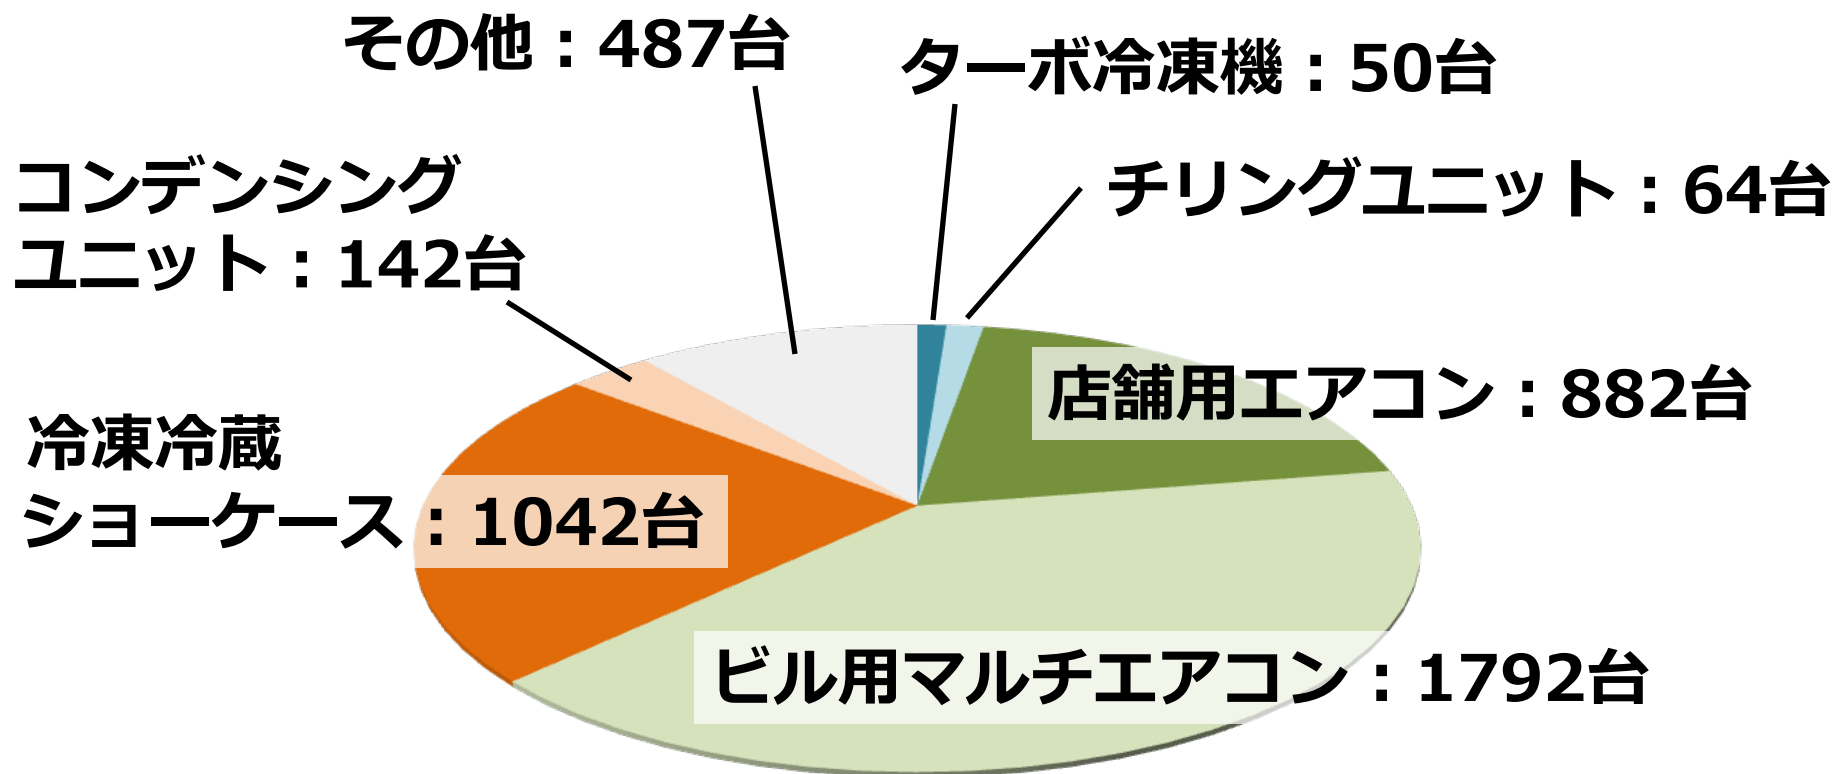 その他：487台
ターボ冷凍機：50台
チリングユニット：64台
コンデンシング
ユニット：142台
店舗用エアコン：882台
冷凍冷蔵
ショーケース：1042台
ビル用マルチエアコン：1792台